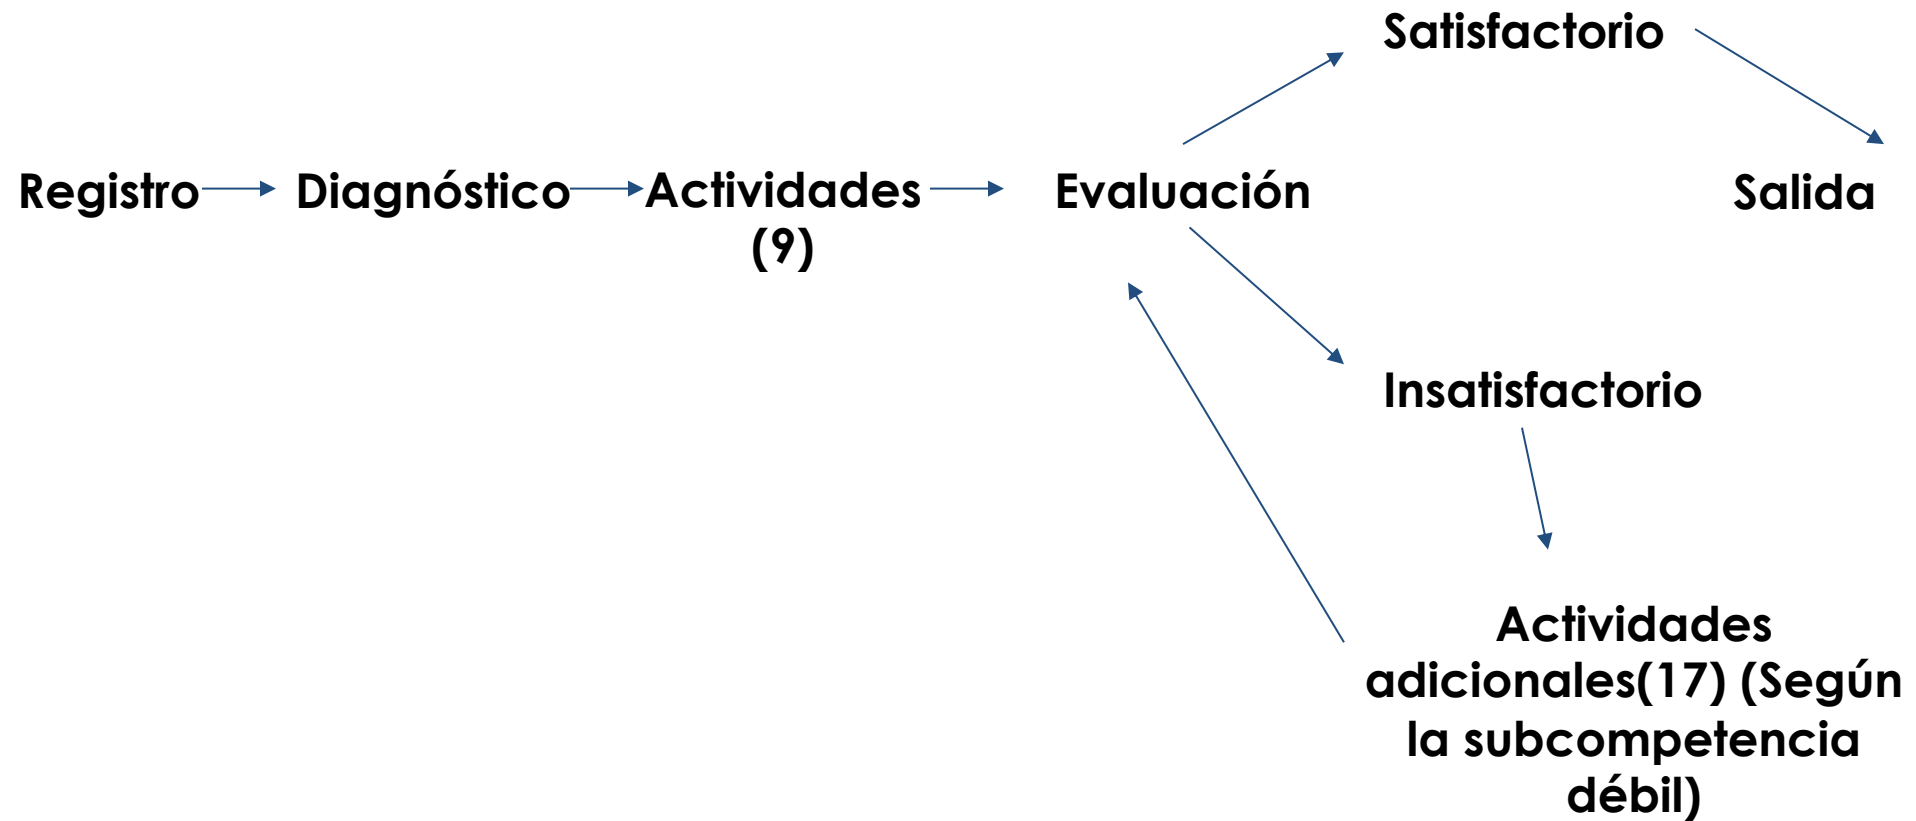 Satisfactorio
Registro
Diagnóstico
Actividades
(9)
Evaluación
Salida
Insatisfactorio
Actividades
adicionales(17) (Según
la subcompetencia
débil)